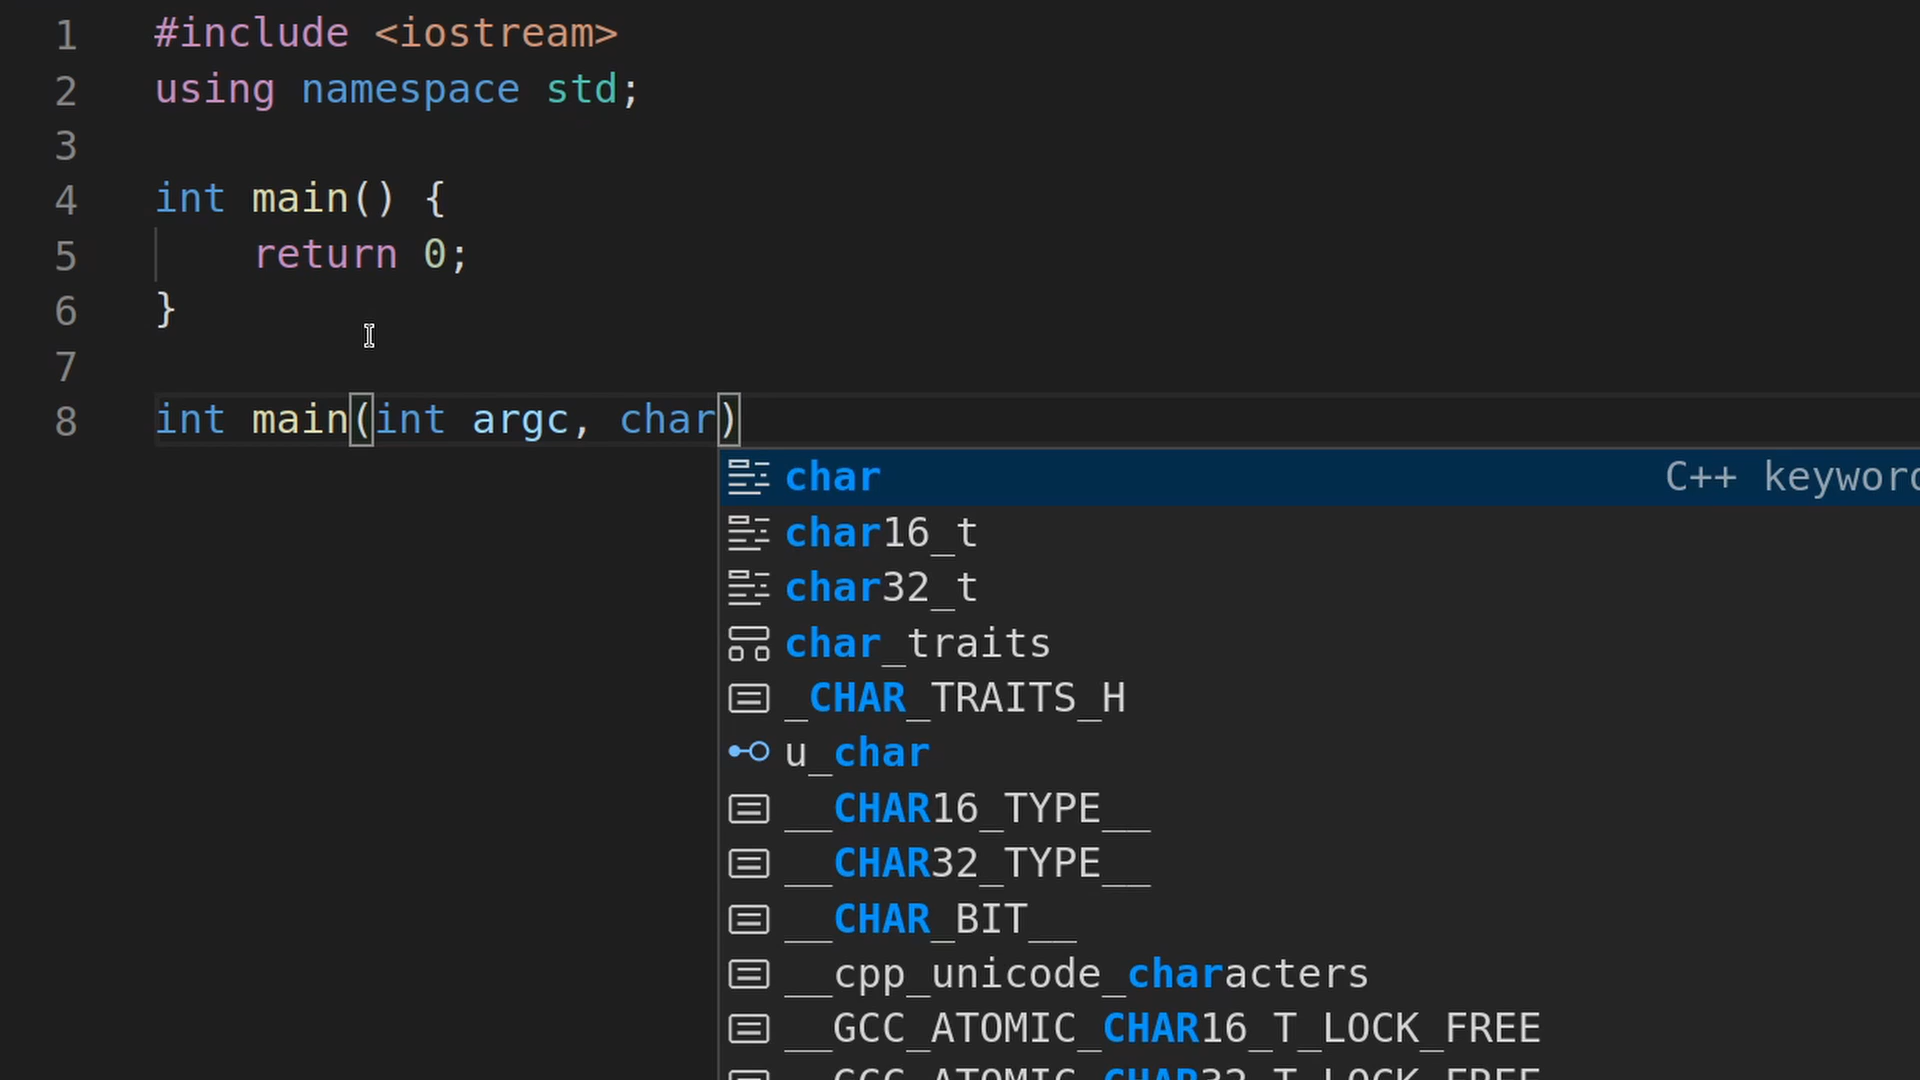 1 #include <iostream>
2 using namespace std;
3
4 int main() {
5 return 0;
6 }
7
8 int main(int argc, char)
char C++ keyword
char16_t
char32_t
char_traits
_CHAR_TRAITS_H
u_char
__CHAR16_TYPE__
__CHAR32_TYPE__
__CHAR_BIT__
__cpp_unicode_characters
__GCC_ATOMIC_CHAR16_T_LOCK_FREE
__GCC_ATOMIC_CHAR32_T_LOCK_FREE